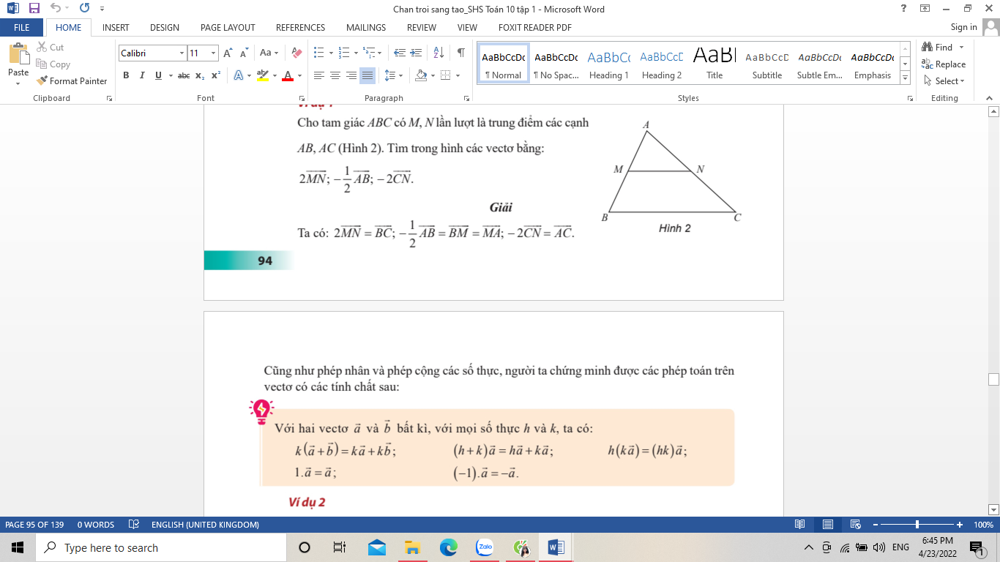 Chan troi sang tao_SHS Toán 10 tập 1 - Microsoft Word
FILE HOME INSERT DESIGN PAGE LAYOUT REFERENCES MAILINGS REVIEW VIEW FOXIT READER PDF Sign in
Paste
Cut
Copy
Format Painter
Clipboard
Calibri 11
Font
Paragraph
AaBbCcDc AaBbCcDc AaBbCc AaBbCcD AaBl AaBbCcD AaBbCcDc AaBbCcDc
¶ Normal ¶ No Spac... Heading 1 Heading 2 Title Subtitle Subtle Em... Emphasis
Styles
Find
Replace
Select
Editing
Ví dụ 1
Cho tam giác ABC có M, N lần lượt là trung điểm các cạnh
AB, AC (Hình 2). Tìm trong hình các vectơ bằng:
2\overrightarrow{MN}; -\frac{1}{2}\overrightarrow{AB}; -2\overrightarrow{CN}.
Giải
Ta có: 2\overrightarrow{MN} = \overrightarrow{BC}; -\frac{1}{2}\overrightarrow{AB} = \overrightarrow{BM} = \overrightarrow{MA}; -2\overrightarrow{CN} = \overrightarrow{AC}.
A
M N
B C
Hình 2
94
Cũng như phép nhân và phép cộng các số thực, người ta chứng minh được các phép toán trên
vectơ có các tính chất sau:
Với hai vectơ \vec{a} và \vec{b} bất kì, với mọi số thực h và k, ta có:
k(\vec{a}+\vec{b}) = k\vec{a}+k\vec{b}; (h+k)\vec{a} = h\vec{a}+k\vec{a}; h(k\vec{a}) = (hk)\vec{a};
1.\vec{a} = \vec{a}; (−1).\vec{a} = −\vec{a}.
Ví dụ 2
PAGE 95 OF 139 0 WORDS ENGLISH (UNITED KINGDOM) 100%
Type here to search
Zalo
ENG
6:45 PM
4/23/2022
1